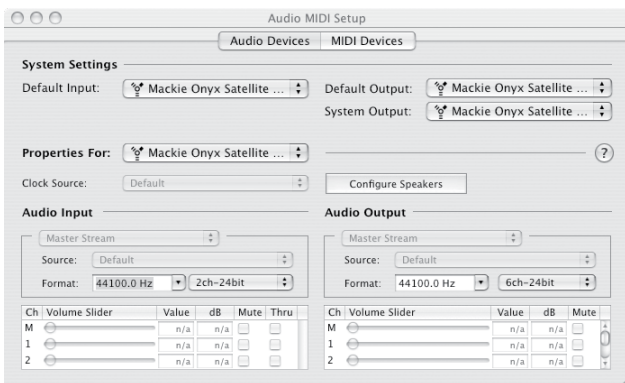 Audio MIDI Setup
Audio Devices MIDI Devices
System Settings
Default Input: Mackie Onyx Satellite ... Default Output: Mackie Onyx Satellite ...
System Output: Mackie Onyx Satellite ...
Properties For: Mackie Onyx Satellite ... ?
Clock Source: Default Configure Speakers
Audio Input Audio Output
Master Stream Master Stream
Source: Default Source: Default
Format: 44100.0 Hz 2ch-24bit Format: 44100.0 Hz 6ch-24bit
Ch Volume Slider Value dB Mute Thru Ch Volume Slider Value dB Mute
M n/a n/a M n/a n/a
1 n/a n/a 1 n/a n/a
2 n/a n/a 2 n/a n/a